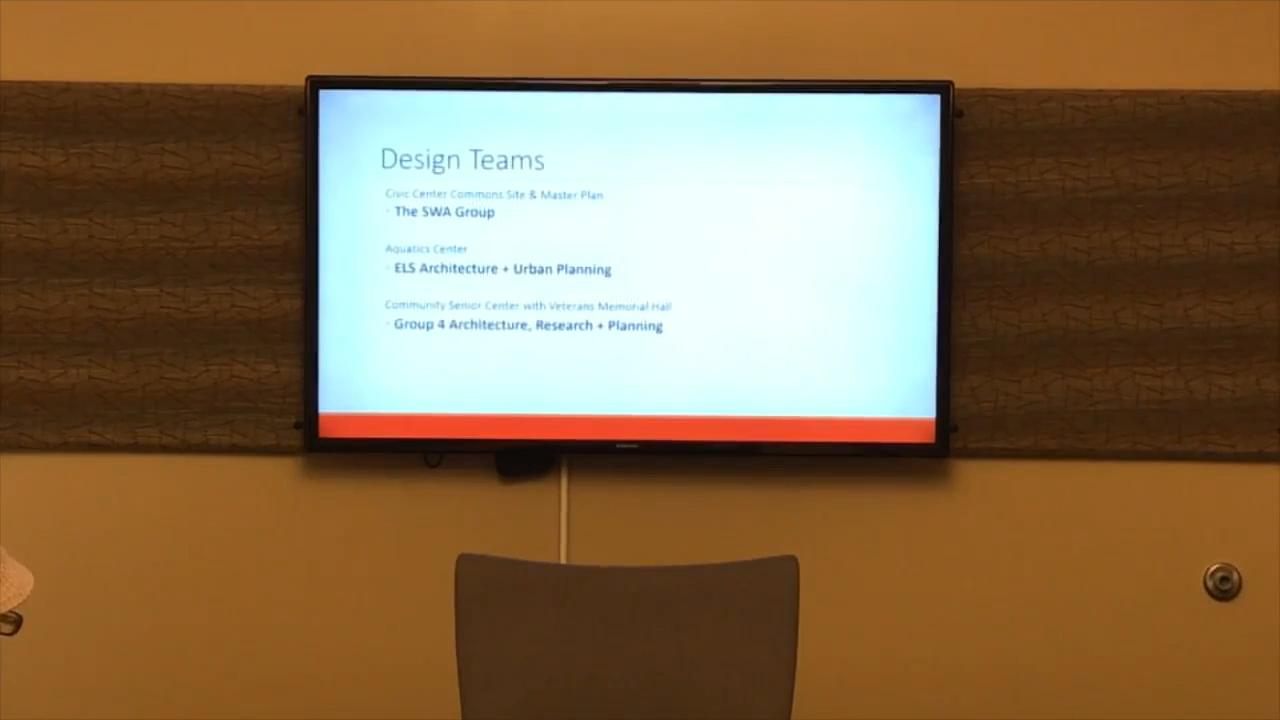 Design Teams
Civic Center Commons Site & Master Plan
The SWA Group
Aquatics Center
ELS Architecture + Urban Planning
Community Senior Center with Veterans Memorial Hall
Group 4 Architecture, Research + Planning